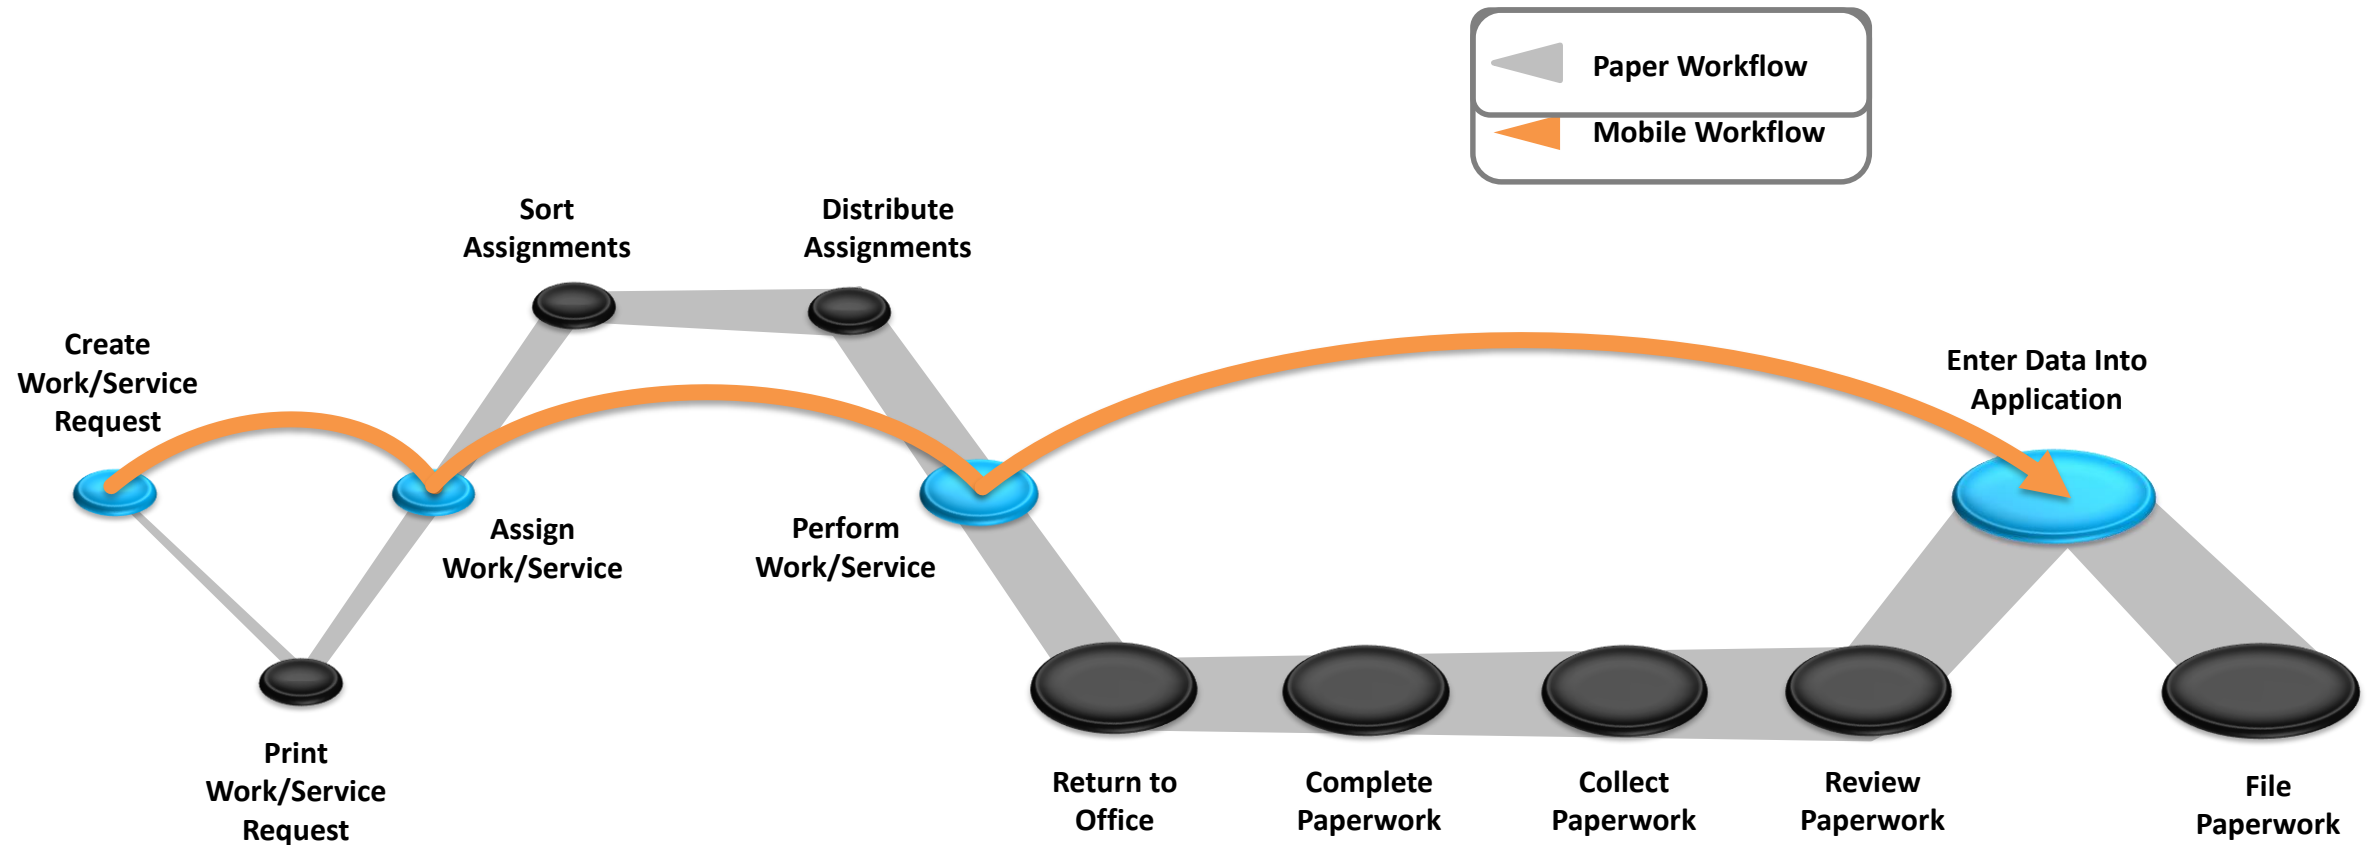 Paper Workflow
Mobile Workflow
Sort
Assignments
Distribute
Assignments
Create
Work/Service
Request
Enter Data Into
Application
Assign
Work/Service
Perform
Work/Service
Print
Work/Service
Request
Return to
Office
Complete
Paperwork
Collect
Paperwork
Review
Paperwork
File
Paperwork